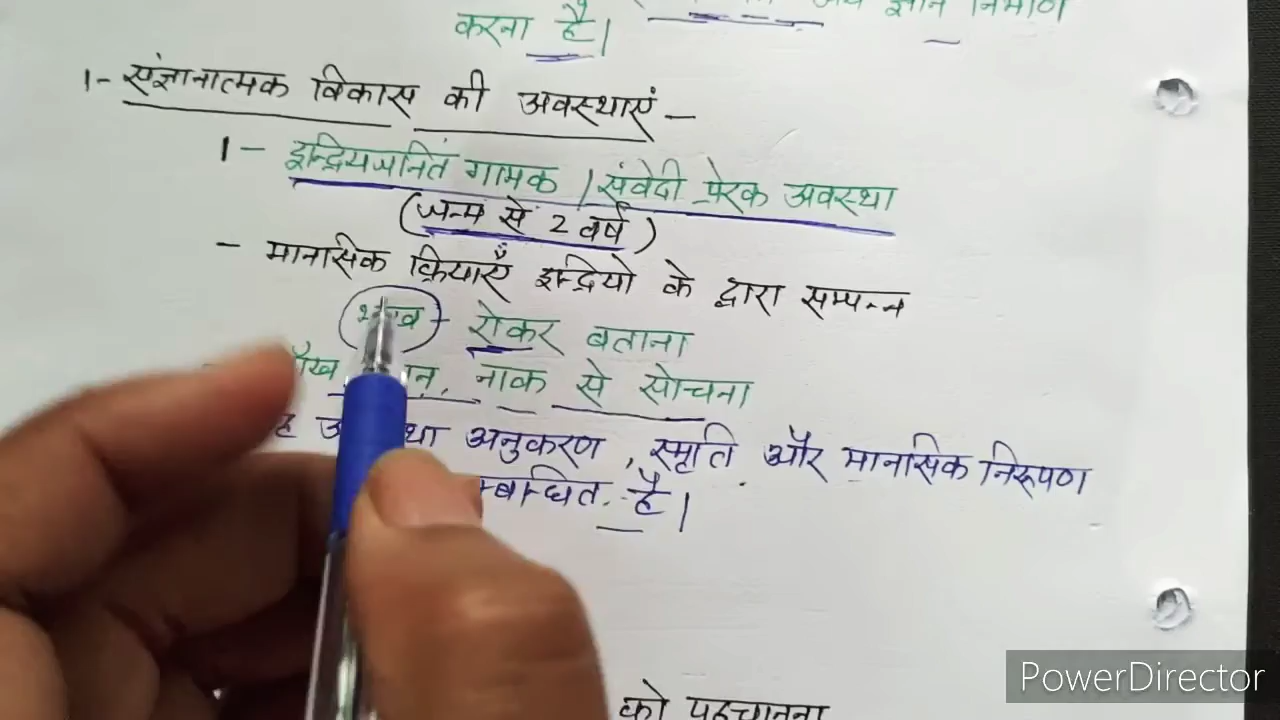 ज्ञान निर्माण
करना है।
1- संज्ञानात्मक विकास की अवस्थाएं -
1 - इन्द्रियजनित गामक / संवेदी प्रेरक अवस्था
(जन्म से 2 वर्ष)
- मानसिक क्रियाएँ इन्द्रियो के द्वारा सम्पन्न
भूख - रोकर बताना
नाक से सोचना
अनुकरण, स्मृति और मानसिक निरूपण
है।
को पहचानना
PowerDirector